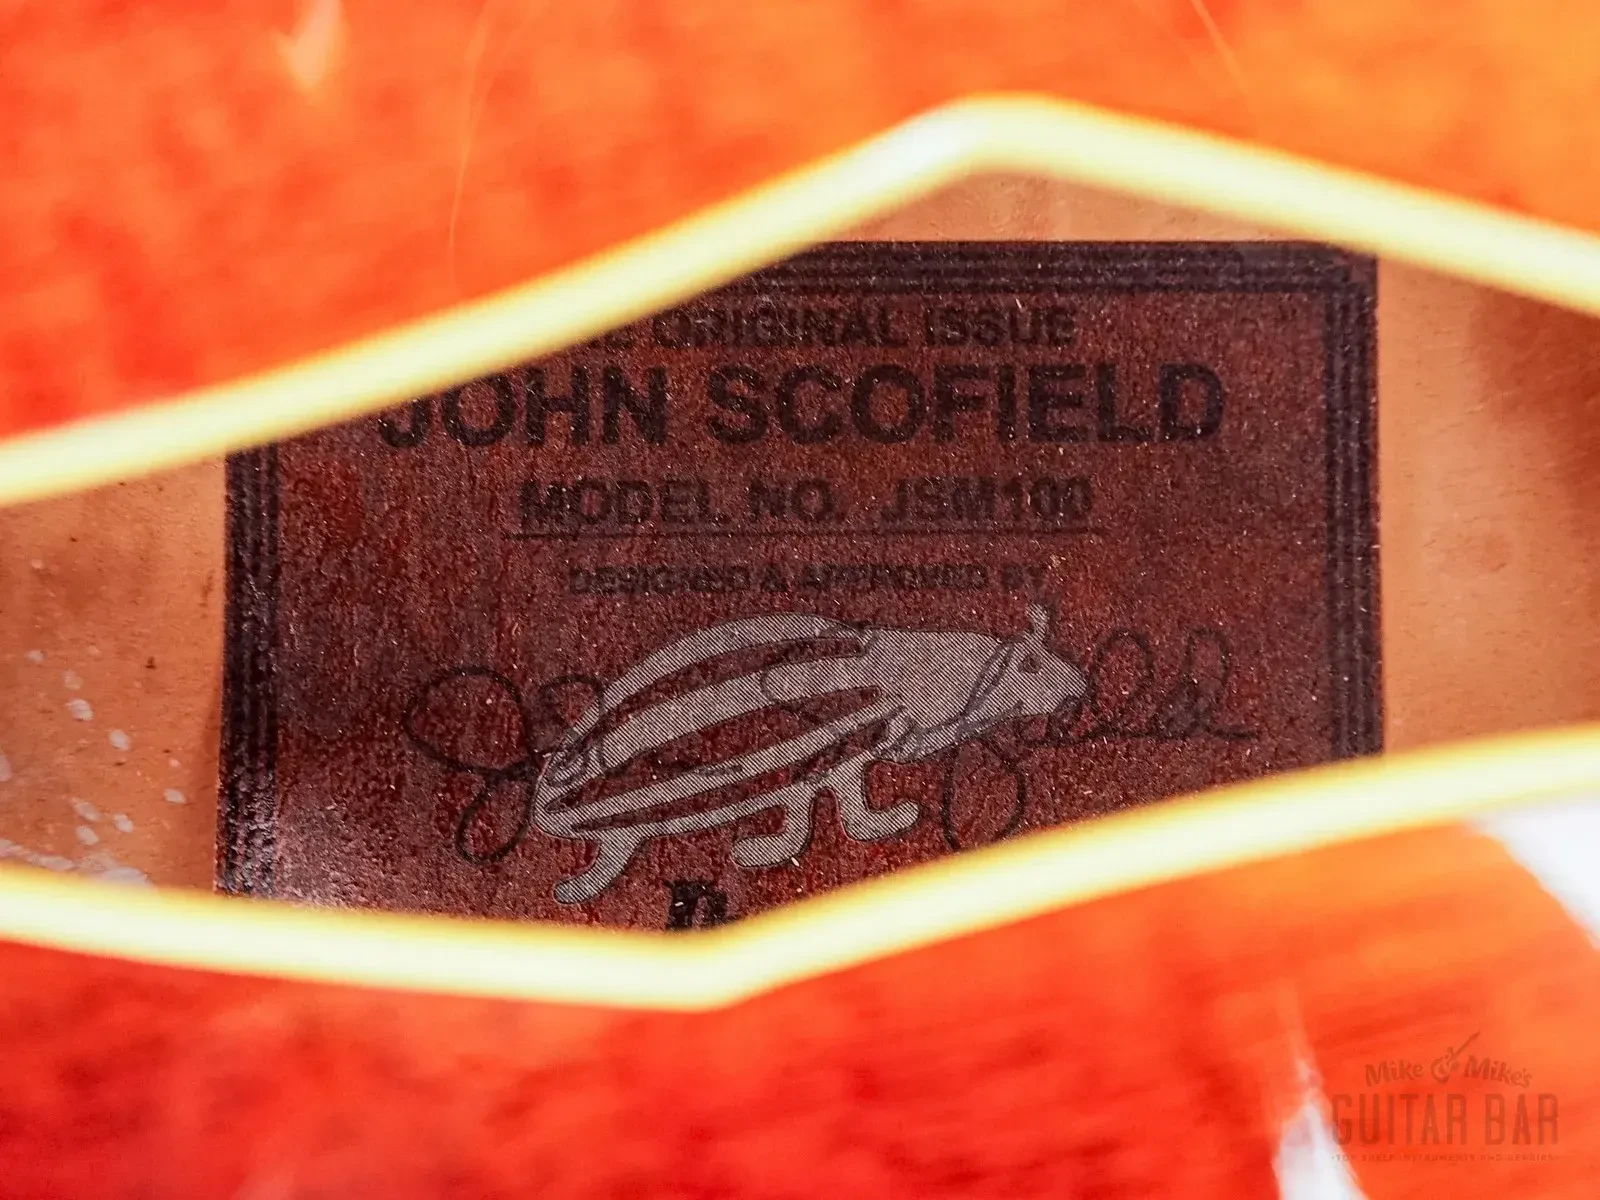 ORIGINAL ISSUE
JOHN SCOFIELD
MODEL NO. JSM100
DESIGNED & APPROVED BY
Mike & Mike's
GUITAR BAR